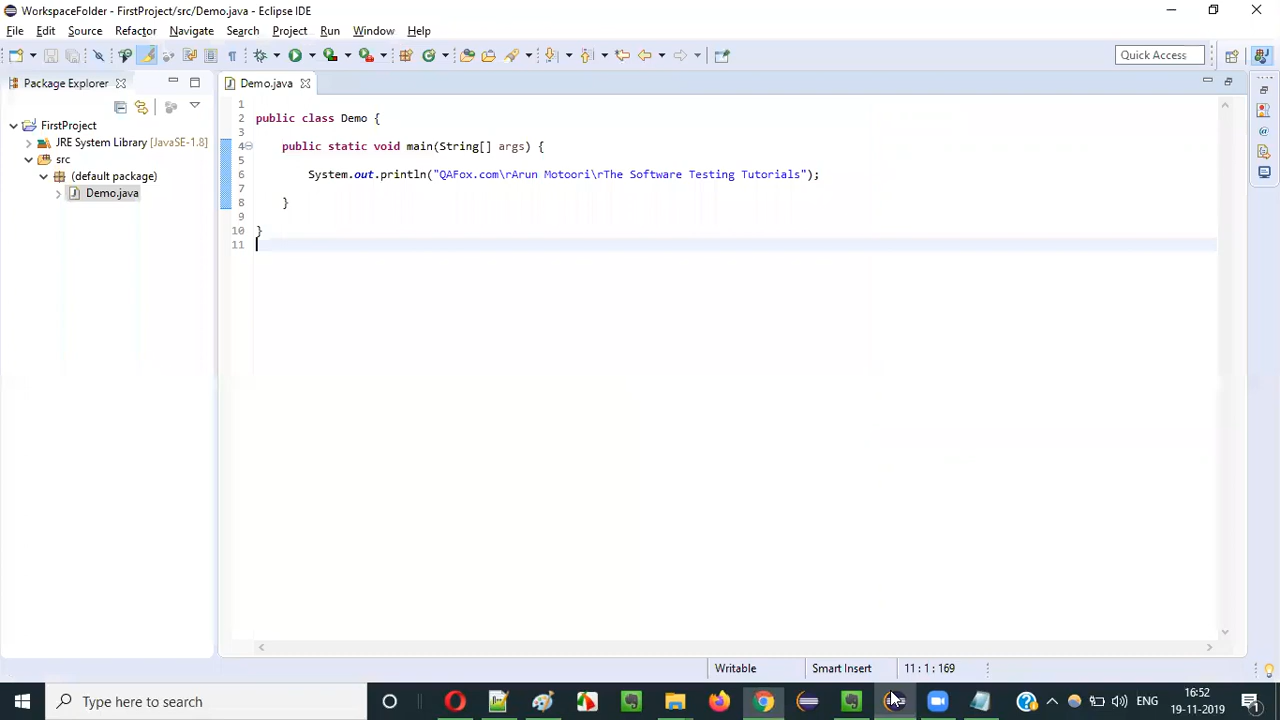 WorkspaceFolder - FirstProject/src/Demo.java - Eclipse IDE
File Edit Source Refactor Navigate Search Project Run Window Help
Quick Access
Package Explorer
Demo.java
FirstProject
JRE System Library [JavaSE-1.8]
src
(default package)
Demo.java
1
2 public class Demo {
3
4 public static void main(String[] args) {
5
6 System.out.println("QAFox.com\rArun Motoori\rThe Software Testing Tutorials");
7
8 }
9
10 }
11
Writable Smart Insert 11 : 1 : 169
Type here to search
ENG
16:52
19-11-2019
1